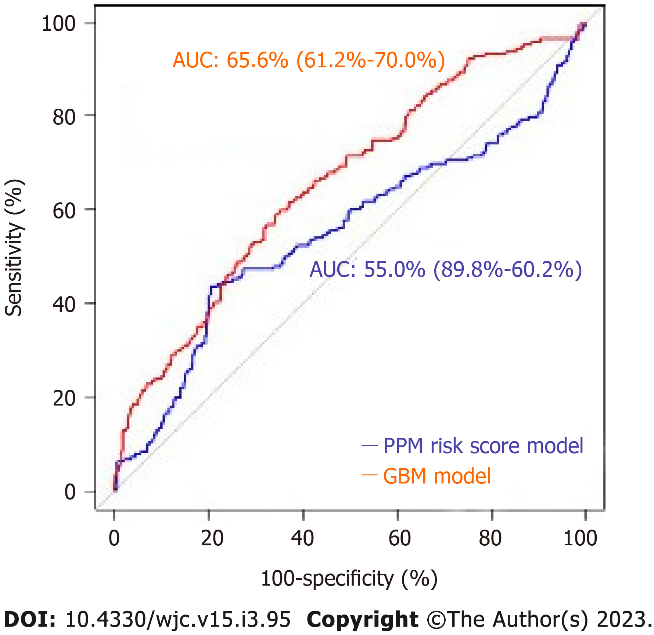 100
80
60
40
20
0
Sensitivity (%)
AUC: 65.6% (61.2%-70.0%)
AUC: 55.0% (89.8%-60.2%)
PPM risk score model
GBM model
0 20 40 60 80 100
100-specificity (%)
DOI: 10.4330/wjc.v15.i3.95 Copyright ©The Author(s) 2023.